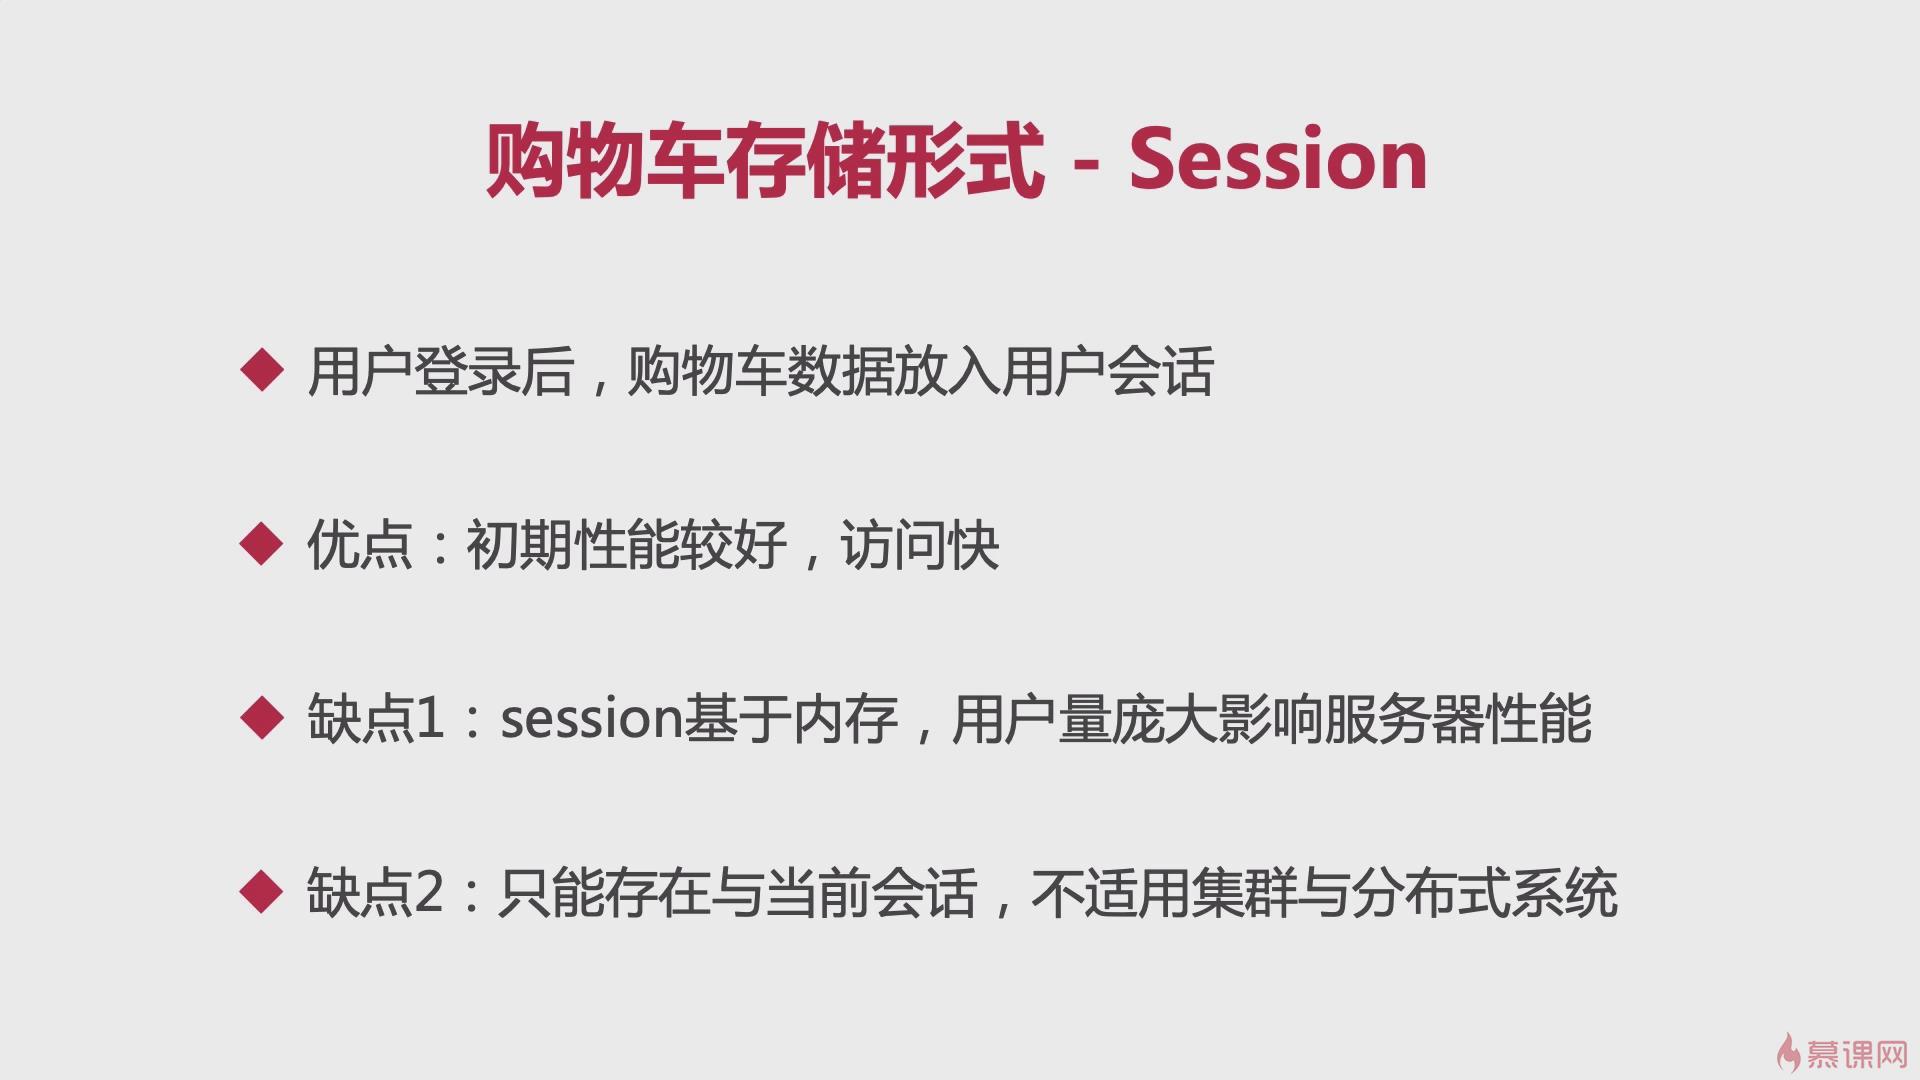 购物车存储形式 - Session
用户登录后，购物车数据放入用户会话
优点：初期性能较好，访问快
缺点1：session基于内存，用户量庞大影响服务器性能
缺点2：只能存在与当前会话，不适用集群与分布式系统
慕课网